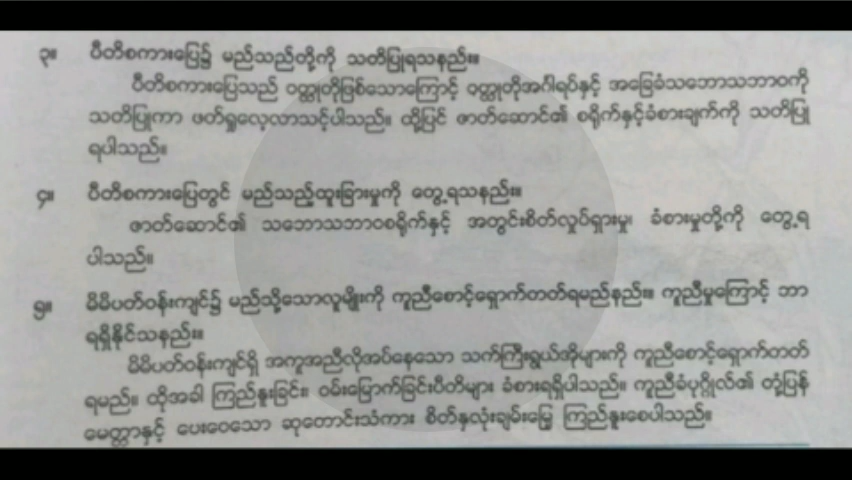 ၃။ ပီတိစကားပြေ၌ မည်သည်တို့ကို သတိပြုရသနည်း။
ပီတိစကားပြေသည် ဝတ္ထုတိုဖြစ်သောကြောင့် ဝတ္ထုတိုအင်္ဂါရပ်နှင့် အခြေခံသဘောသဘာဝကို
သတိပြုကာ ဖတ်ရှုလေ့လာသင့်ပါသည်။ ထို့ပြင် ဇာတ်ဆောင်၏ စရိုက်နှင့်ခံစားချက်ကို သတိပြု
ရပါသည်။
၄။ ပီတိစကားပြေတွင် မည်သည့်ထူးခြားမှုကို တွေ့ရသနည်း။
ဇာတ်ဆောင်၏ သဘောသဘာဝစရိုက်နှင့် အတွင်းစိတ်လှုပ်ရှားမှု၊ ခံစားမှုတို့ကို တွေ့ရ
ပါသည်။
၅။ မိမိပတ်ဝန်းကျင်၌ မည်သို့သောလူမျိုးကို ကူညီစောင့်ရှောက်တတ်ရမည်နည်း။ ကူညီမှုကြောင့် ဘာ
ရရှိနိုင်သနည်း။
မိမိပတ်ဝန်းကျင်ရှိ အကူအညီလိုအပ်နေသော သက်ကြီးရွယ်အိုများကို ကူညီစောင့်ရှောက်တတ်
ရမည်။ ထိုအခါ ကြည်နူးခြင်း၊ ဝမ်းမြောက်ခြင်းပီတိများ ခံစားရရှိပါသည်။ ကူညီခံပုဂ္ဂိုလ်၏ တုံ့ပြန်
မေတ္တာနှင့် ပေးဝေသော ဆုတောင်းသံကား စိတ်နှလုံးချမ်းမြေ့ ကြည်နူးစေပါသည်။